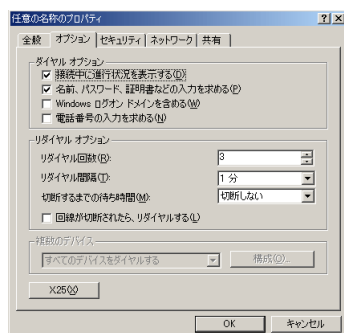 任意の名称のプロパティ
全般 オプション セキュリティ ネットワーク 共有
ダイヤル オプション
接続中に進行状況を表示する(D)
名前、パスワード、証明書などの入力を求める(P)
Windows ログオン ドメインを含める(W)
電話番号の入力を求める(N)
リダイヤル オプション
リダイヤル回数(R): 3
リダイヤル間隔(T): 1 分
切断するまでの待ち時間(M): 切断しない
回線が切断されたら、リダイヤルする(L)
複数のデバイス
すべてのデバイスをダイヤルする 構成(O)...
X.25(X)
OK キャンセル